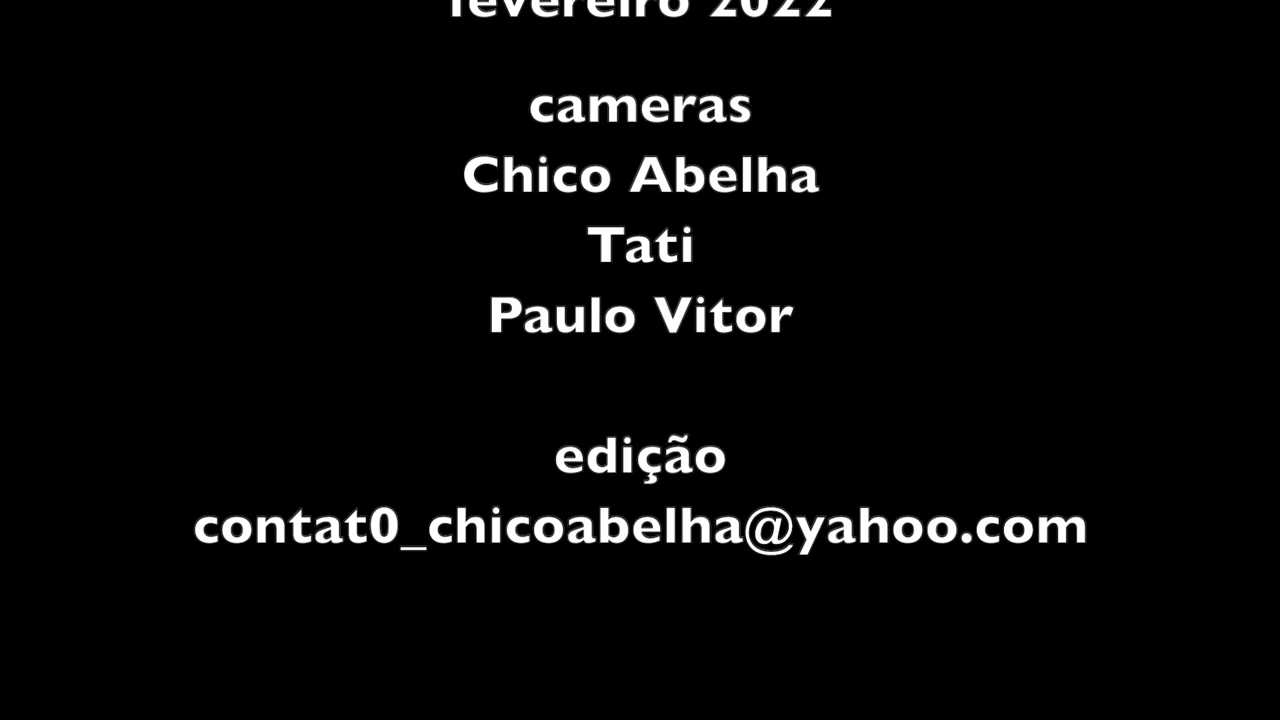 fevereiro 2022
cameras
Chico Abelha
Tati
Paulo Vitor
edição
contat0_chicoabelha@yahoo.com